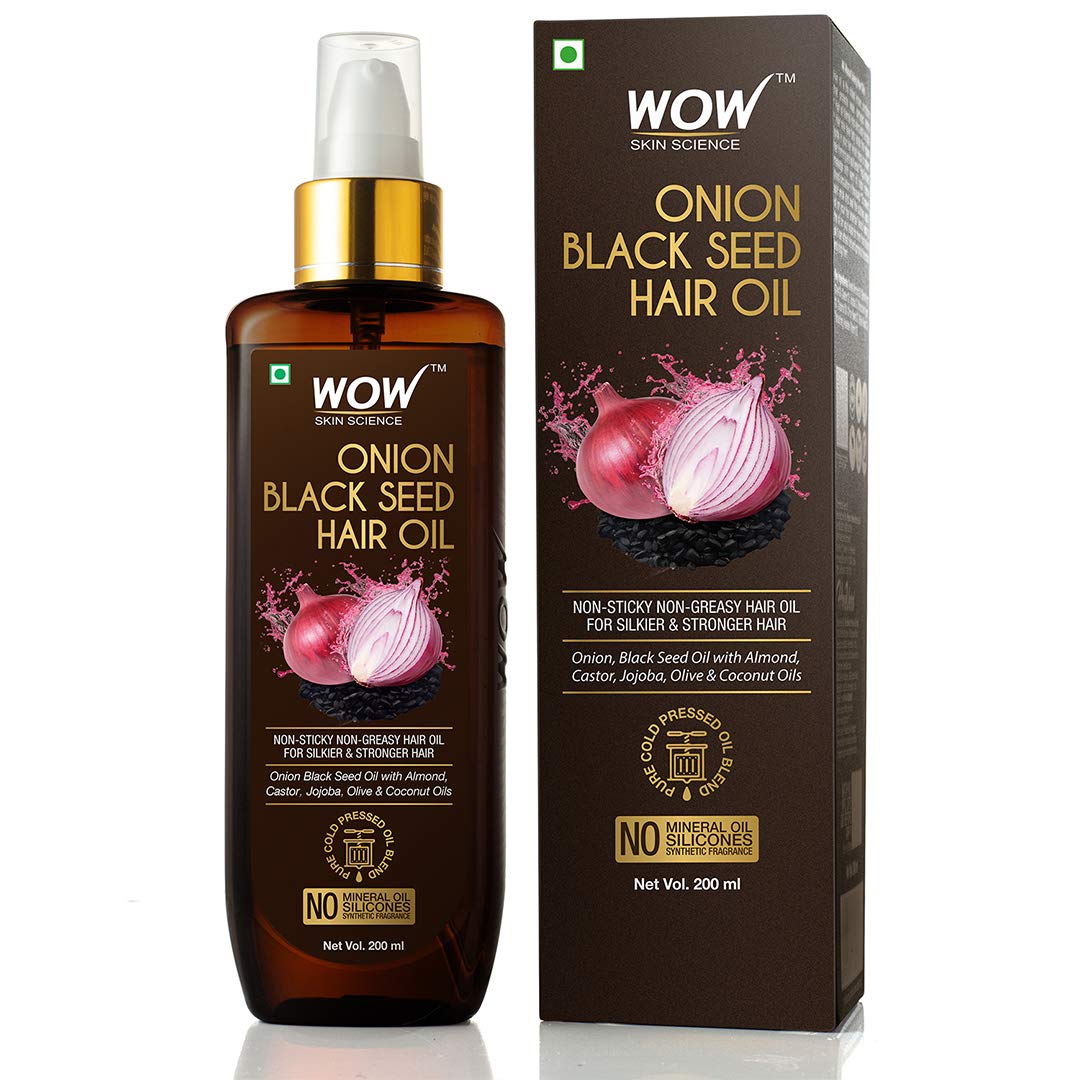 WOW™
SKIN SCIENCE
ONION
BLACK SEED
HAIR OIL
NON-STICKY NON-GREASY HAIR OIL
FOR SILKIER & STRONGER HAIR
Onion Black Seed Oil with Almond,
Castor, Jojoba, Olive & Coconut Oils
PURE COLD PRESSED OIL BLEND
NO MINERAL OIL
SILICONES
SYNTHETIC FRAGRANCE
Net Vol. 200 ml
WOW
WOW™
SKIN SCIENCE
ONION
BLACK SEED
HAIR OIL
NON-STICKY NON-GREASY HAIR OIL
FOR SILKIER & STRONGER HAIR
Onion, Black Seed Oil with Almond,
Castor, Jojoba, Olive & Coconut Oils
PURE COLD PRESSED OIL BLEND
NO MINERAL OIL
SILICONES
SYNTHETIC FRAGRANCE
Net Vol. 200 ml